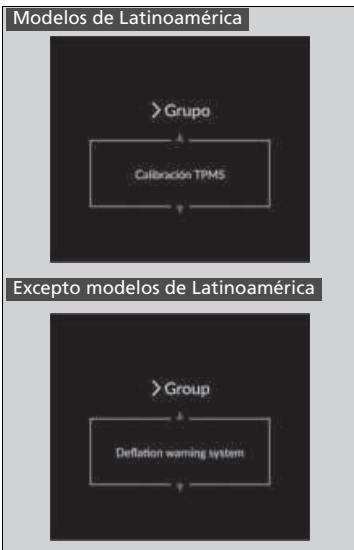 Modelos de Latinoamérica
Grupo
Calibración TPMS
Excepto modelos de Latinoamérica
Group
Deflation warning system